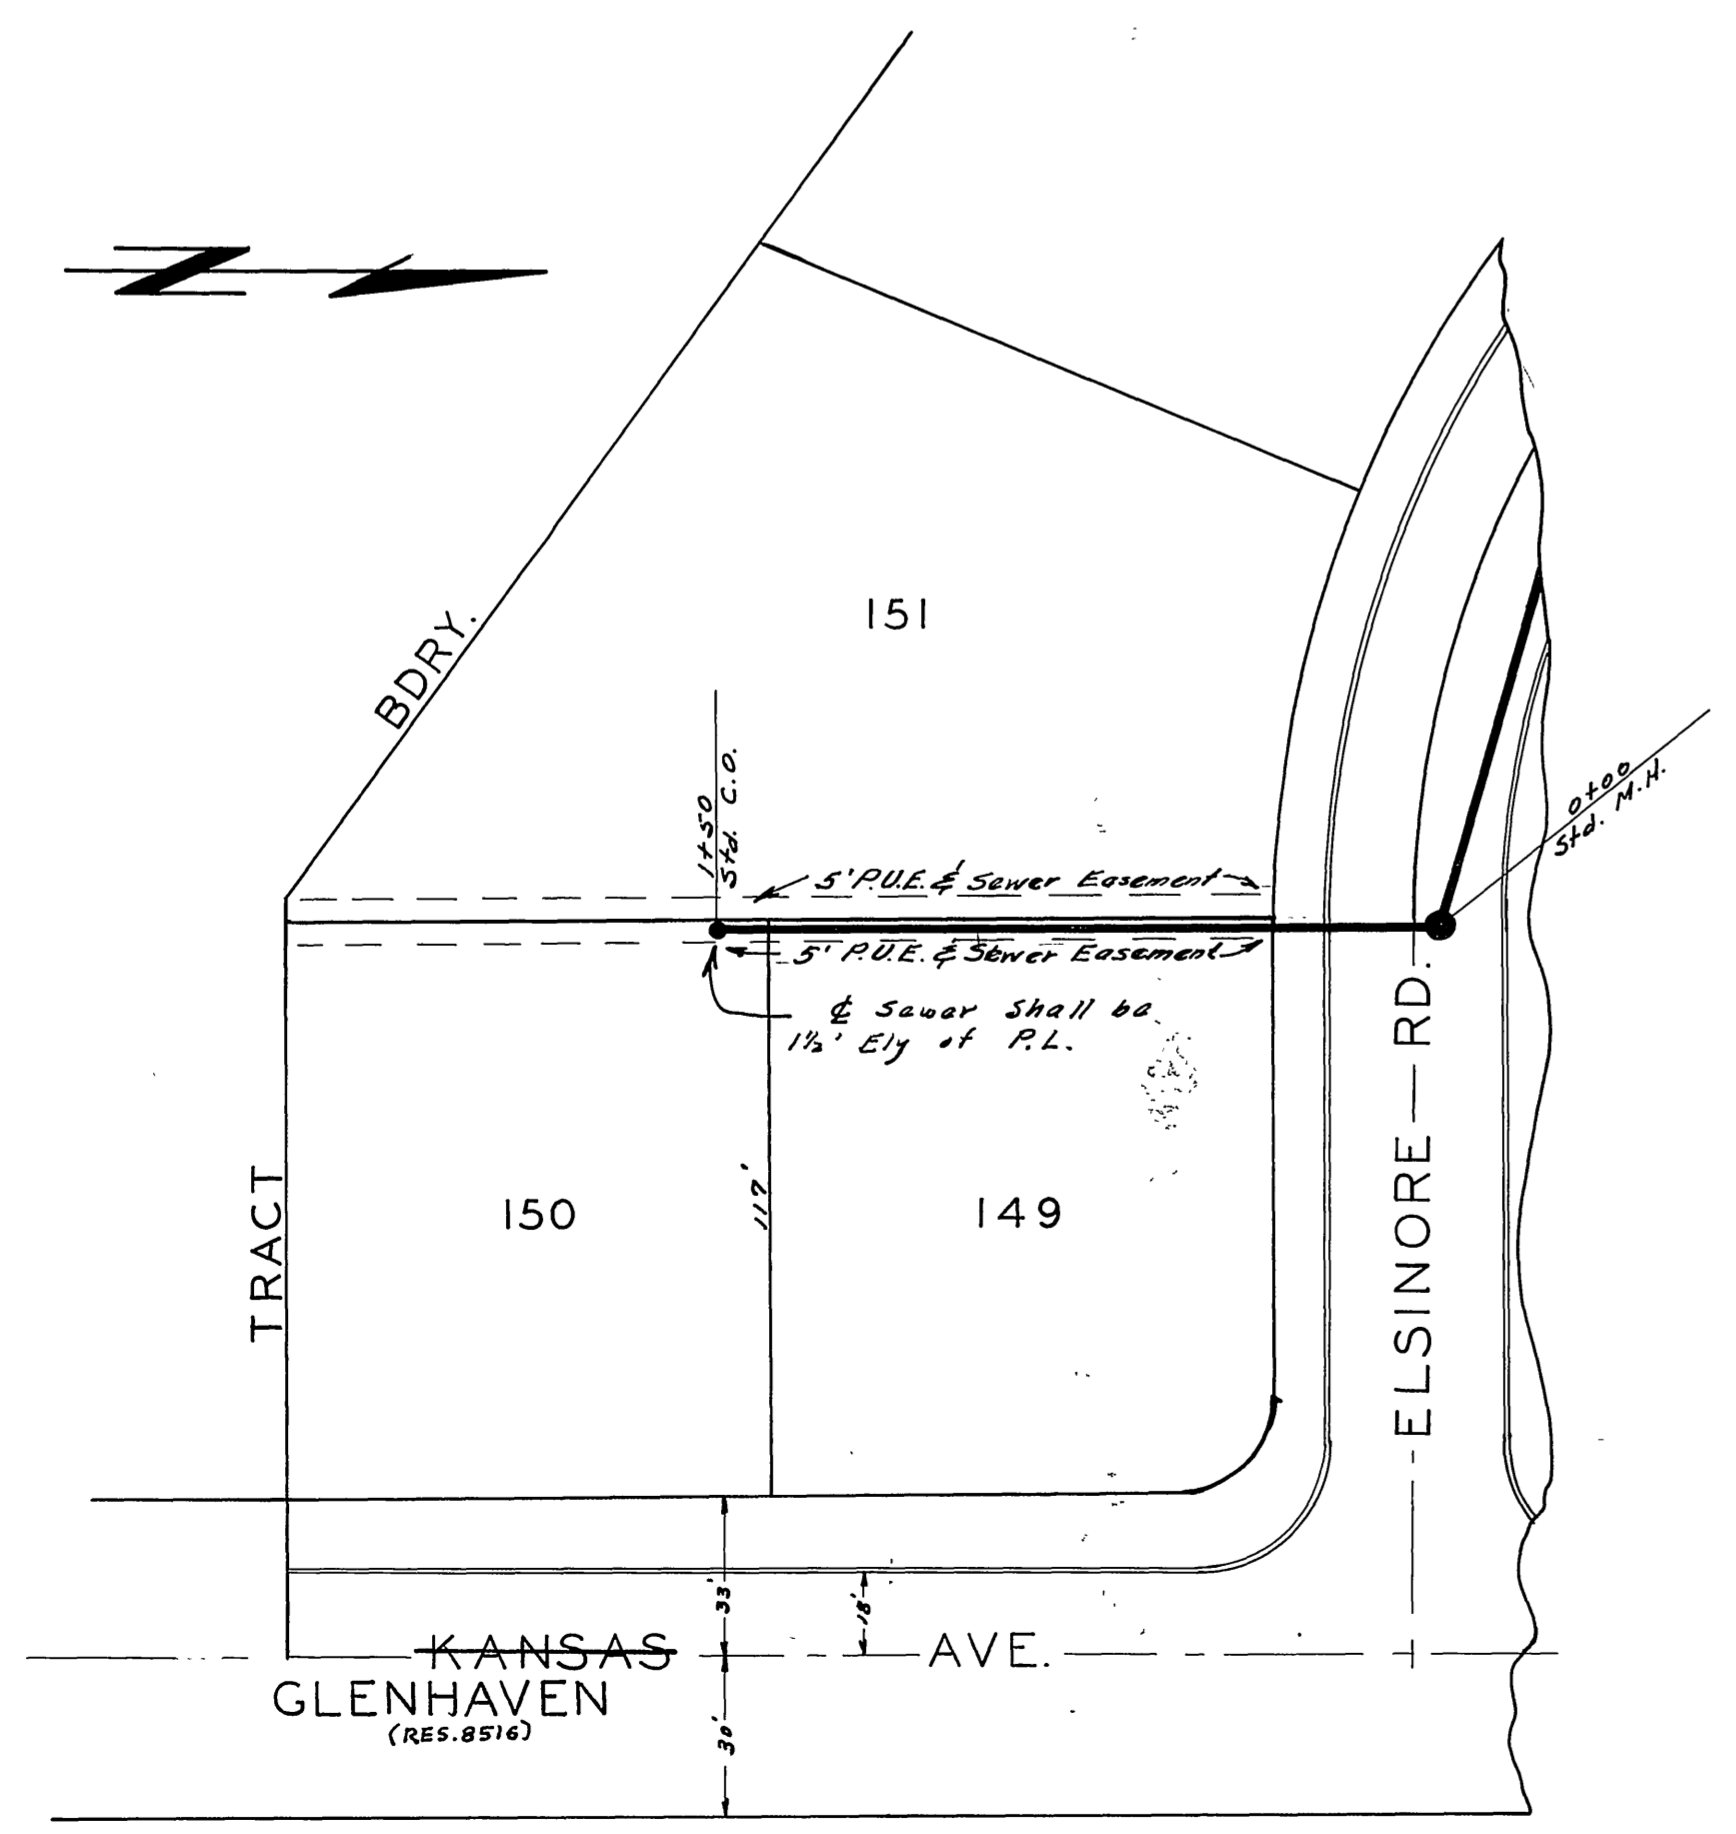 N
BDRY.
151
1+50
Std. C.O.
0+00
Std. M.H.
5' P.U.E. & Sewer Easement
5' P.U.E. & Sewer Easement
℄ Sewer Shall be
1½' Ely of P.L.
TRACT
150
117'
149
ELSINORE RD.
33'
18'
KANSAS AVE.
GLENHAVEN
(RES. 8516)
30'